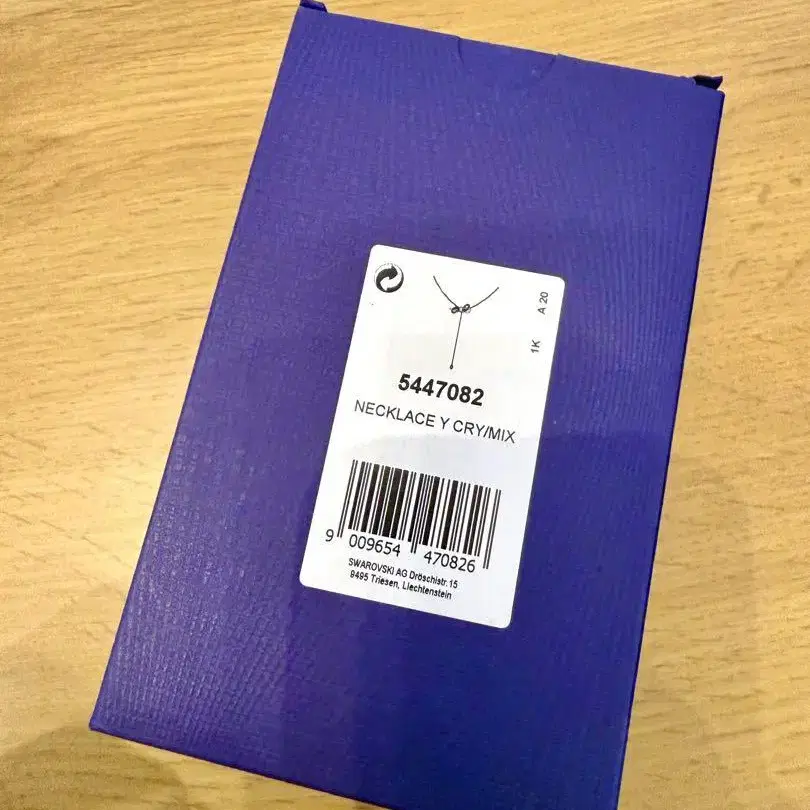 A 20
1K
5447082
NECKLACE Y CRY/MIX
9 009654 470826
SWAROVSKI AG Dröschistr. 15
9495 Triesen, Liechtenstein